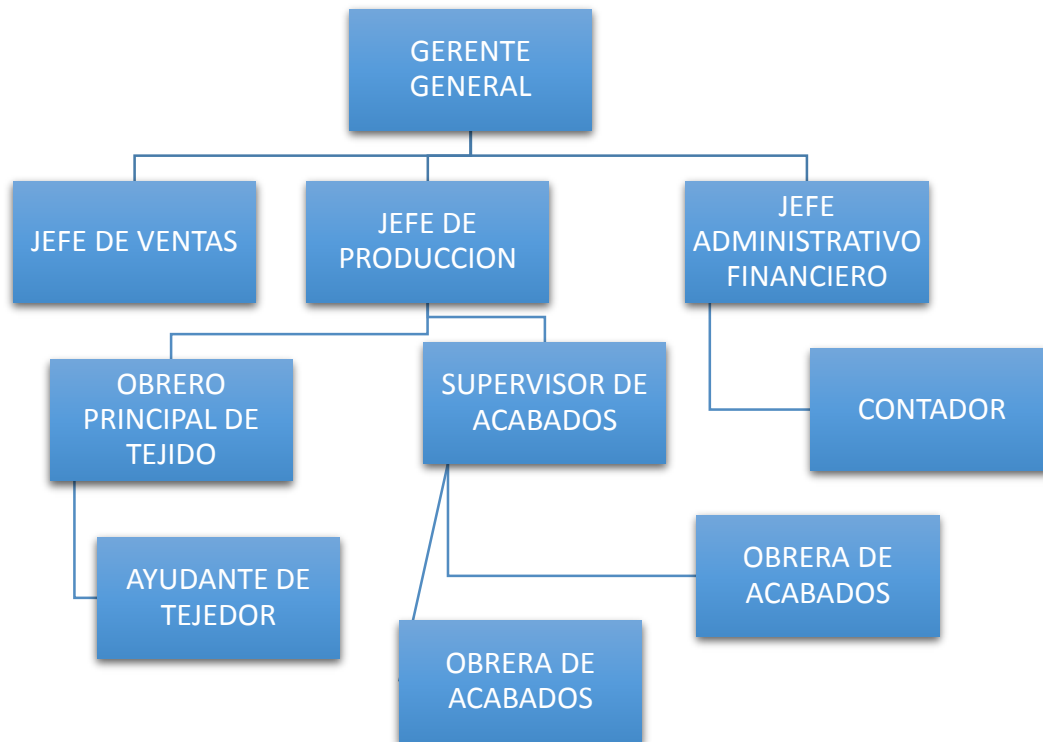 GERENTE
GENERAL
JEFE DE VENTAS
JEFE DE
PRODUCCION
JEFE
ADMINISTRATIVO
FINANCIERO
OBRERO
PRINCIPAL DE
TEJIDO
SUPERVISOR DE
ACABADOS
CONTADOR
AYUDANTE DE
TEJEDOR
OBRERA DE
ACABADOS
OBRERA DE
ACABADOS